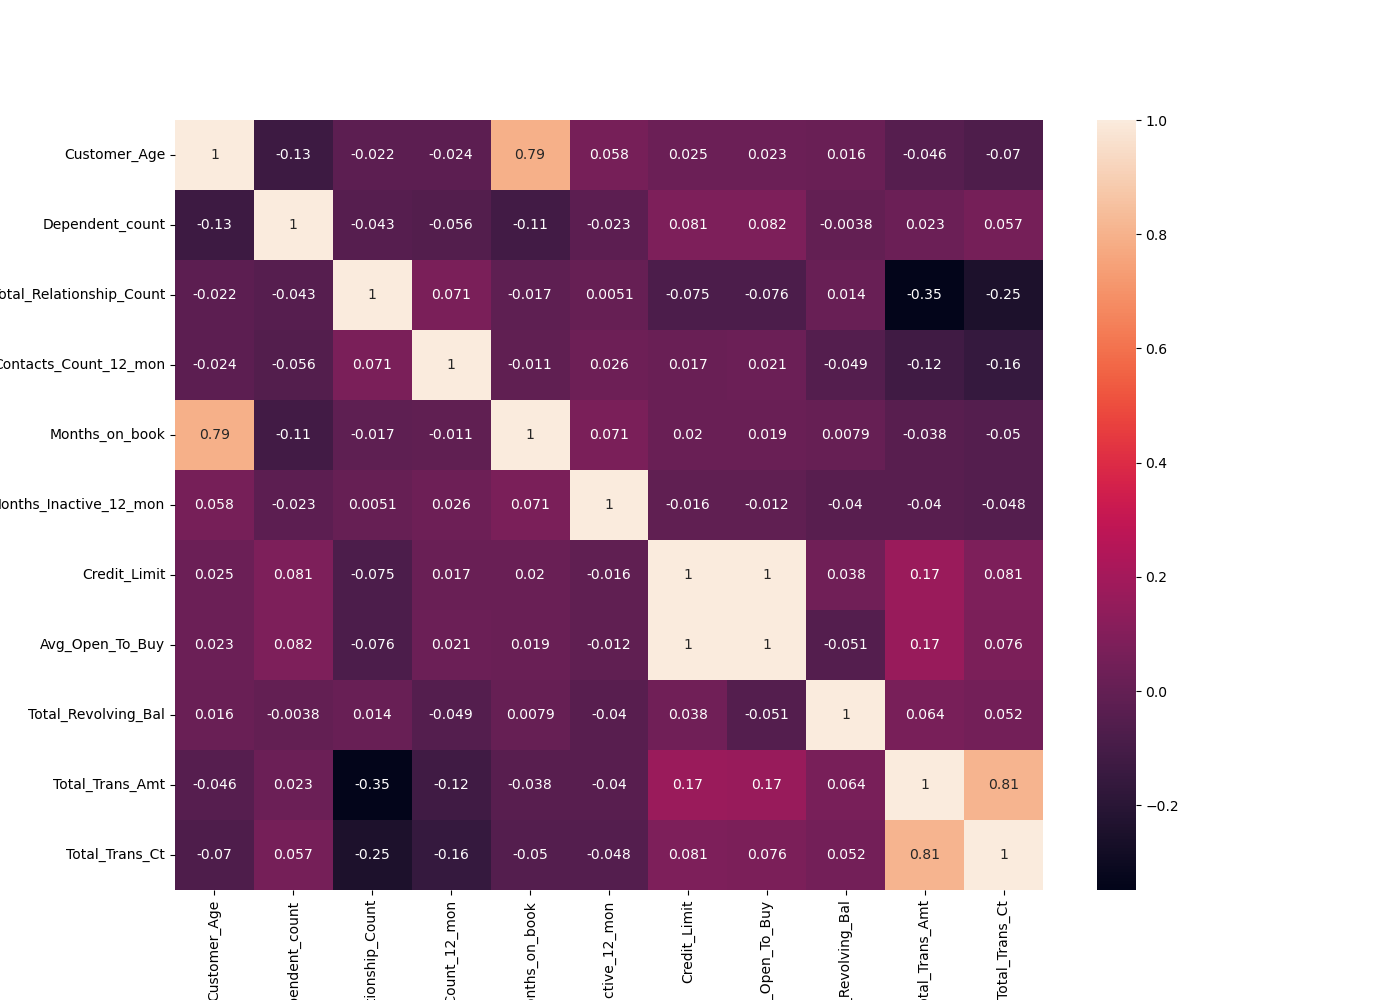 Customer_Age 1 -0.13 -0.022 -0.024 0.79 0.058 0.025 0.023 0.016 -0.046 -0.07
Dependent_count -0.13 1 -0.043 -0.056 -0.11 -0.023 0.081 0.082 -0.0038 0.023 0.057
otal_Relationship_Count -0.022 -0.043 1 0.071 -0.017 0.0051 -0.075 -0.076 0.014 -0.35 -0.25
Contacts_Count_12_mon -0.024 -0.056 0.071 1 -0.011 0.026 0.017 0.021 -0.049 -0.12 -0.16
Months_on_book 0.79 -0.11 -0.017 -0.011 1 0.071 0.02 0.019 0.0079 -0.038 -0.05
onths_Inactive_12_mon 0.058 -0.023 0.0051 0.026 0.071 1 -0.016 -0.012 -0.04 -0.04 -0.048
Credit_Limit 0.025 0.081 -0.075 0.017 0.02 -0.016 1 1 0.038 0.17 0.081
Avg_Open_To_Buy 0.023 0.082 -0.076 0.021 0.019 -0.012 1 1 -0.051 0.17 0.076
Total_Revolving_Bal 0.016 -0.0038 0.014 -0.049 0.0079 -0.04 0.038 -0.051 1 0.064 0.052
Total_Trans_Amt -0.046 0.023 -0.35 -0.12 -0.038 -0.04 0.17 0.17 0.064 1 0.81
Total_Trans_Ct -0.07 0.057 -0.25 -0.16 -0.05 -0.048 0.081 0.076 0.052 0.81 1
Customer_Age
pendent_count
tionship_Count
Count_12_mon
onths_on_book
ctive_12_mon
Credit_Limit
_Open_To_Buy
_Revolving_Bal
otal_Trans_Amt
Total_Trans_Ct
1.0
0.8
0.6
0.4
0.2
0.0
−0.2